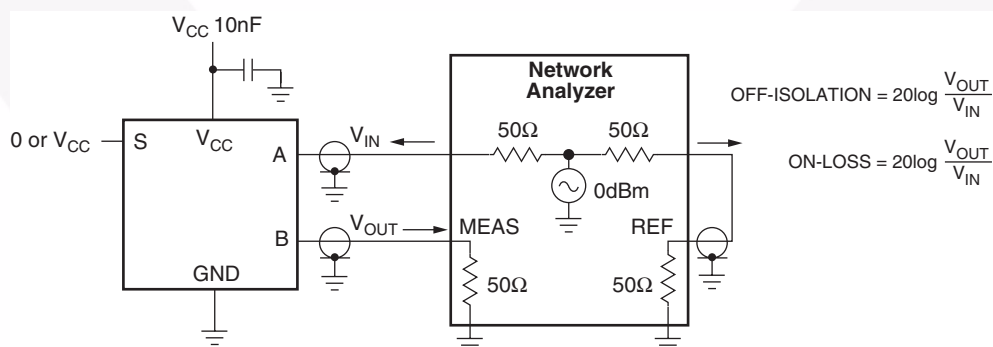 V_CC 10nF
Network
Analyzer
OFF-ISOLATION = 20log V_OUT / V_IN
0 or V_CC
S
V_CC
A
V_IN
50Ω
50Ω
ON-LOSS = 20log V_OUT / V_IN
0dBm
B
V_OUT
MEAS
REF
GND
50Ω
50Ω